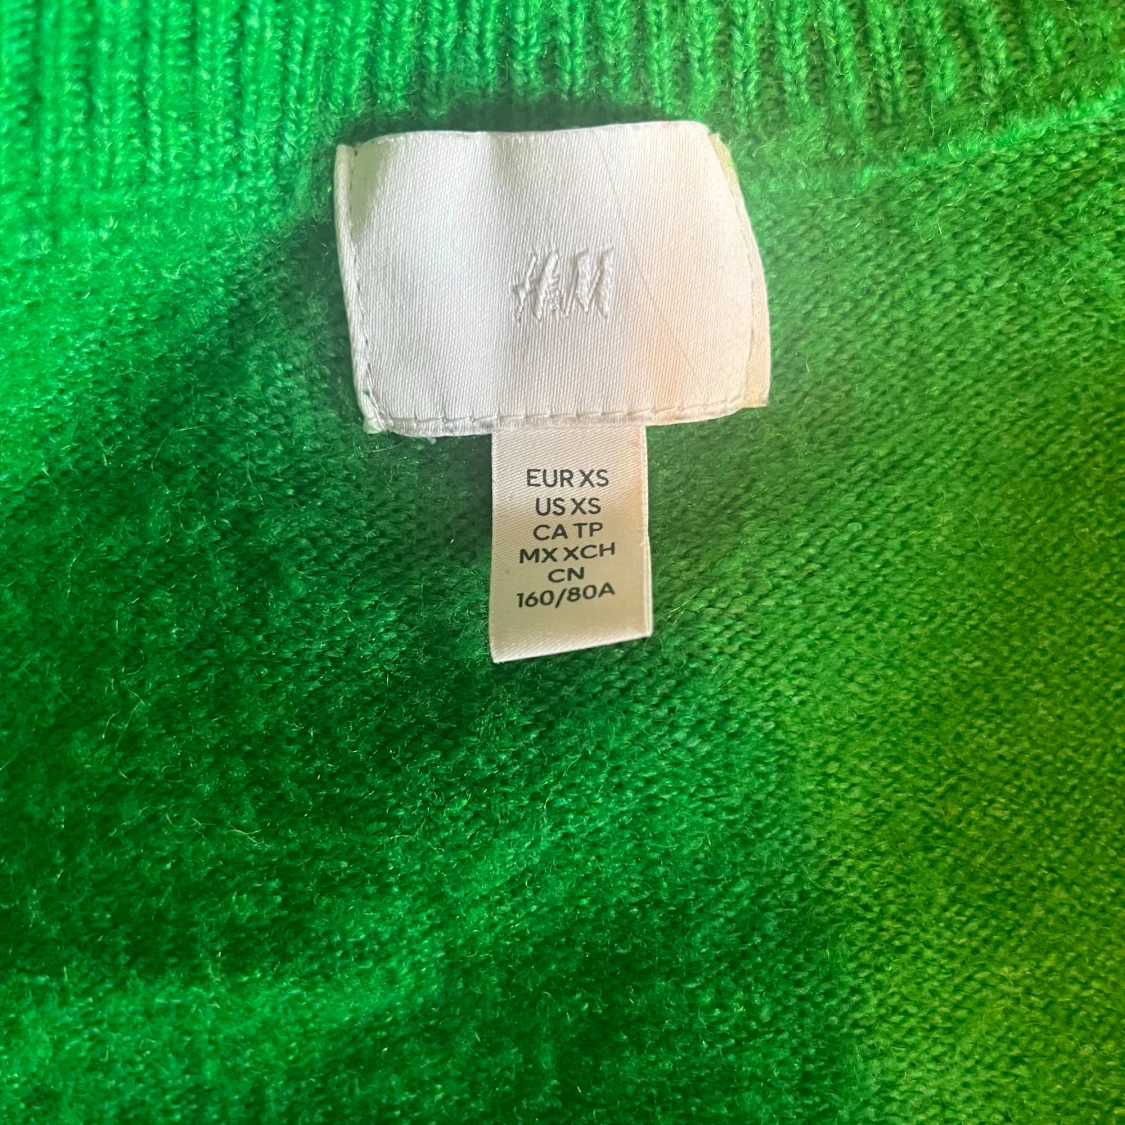 H&M
EUR XS
US XS
CA TP
MX XCH
CN
160/80A